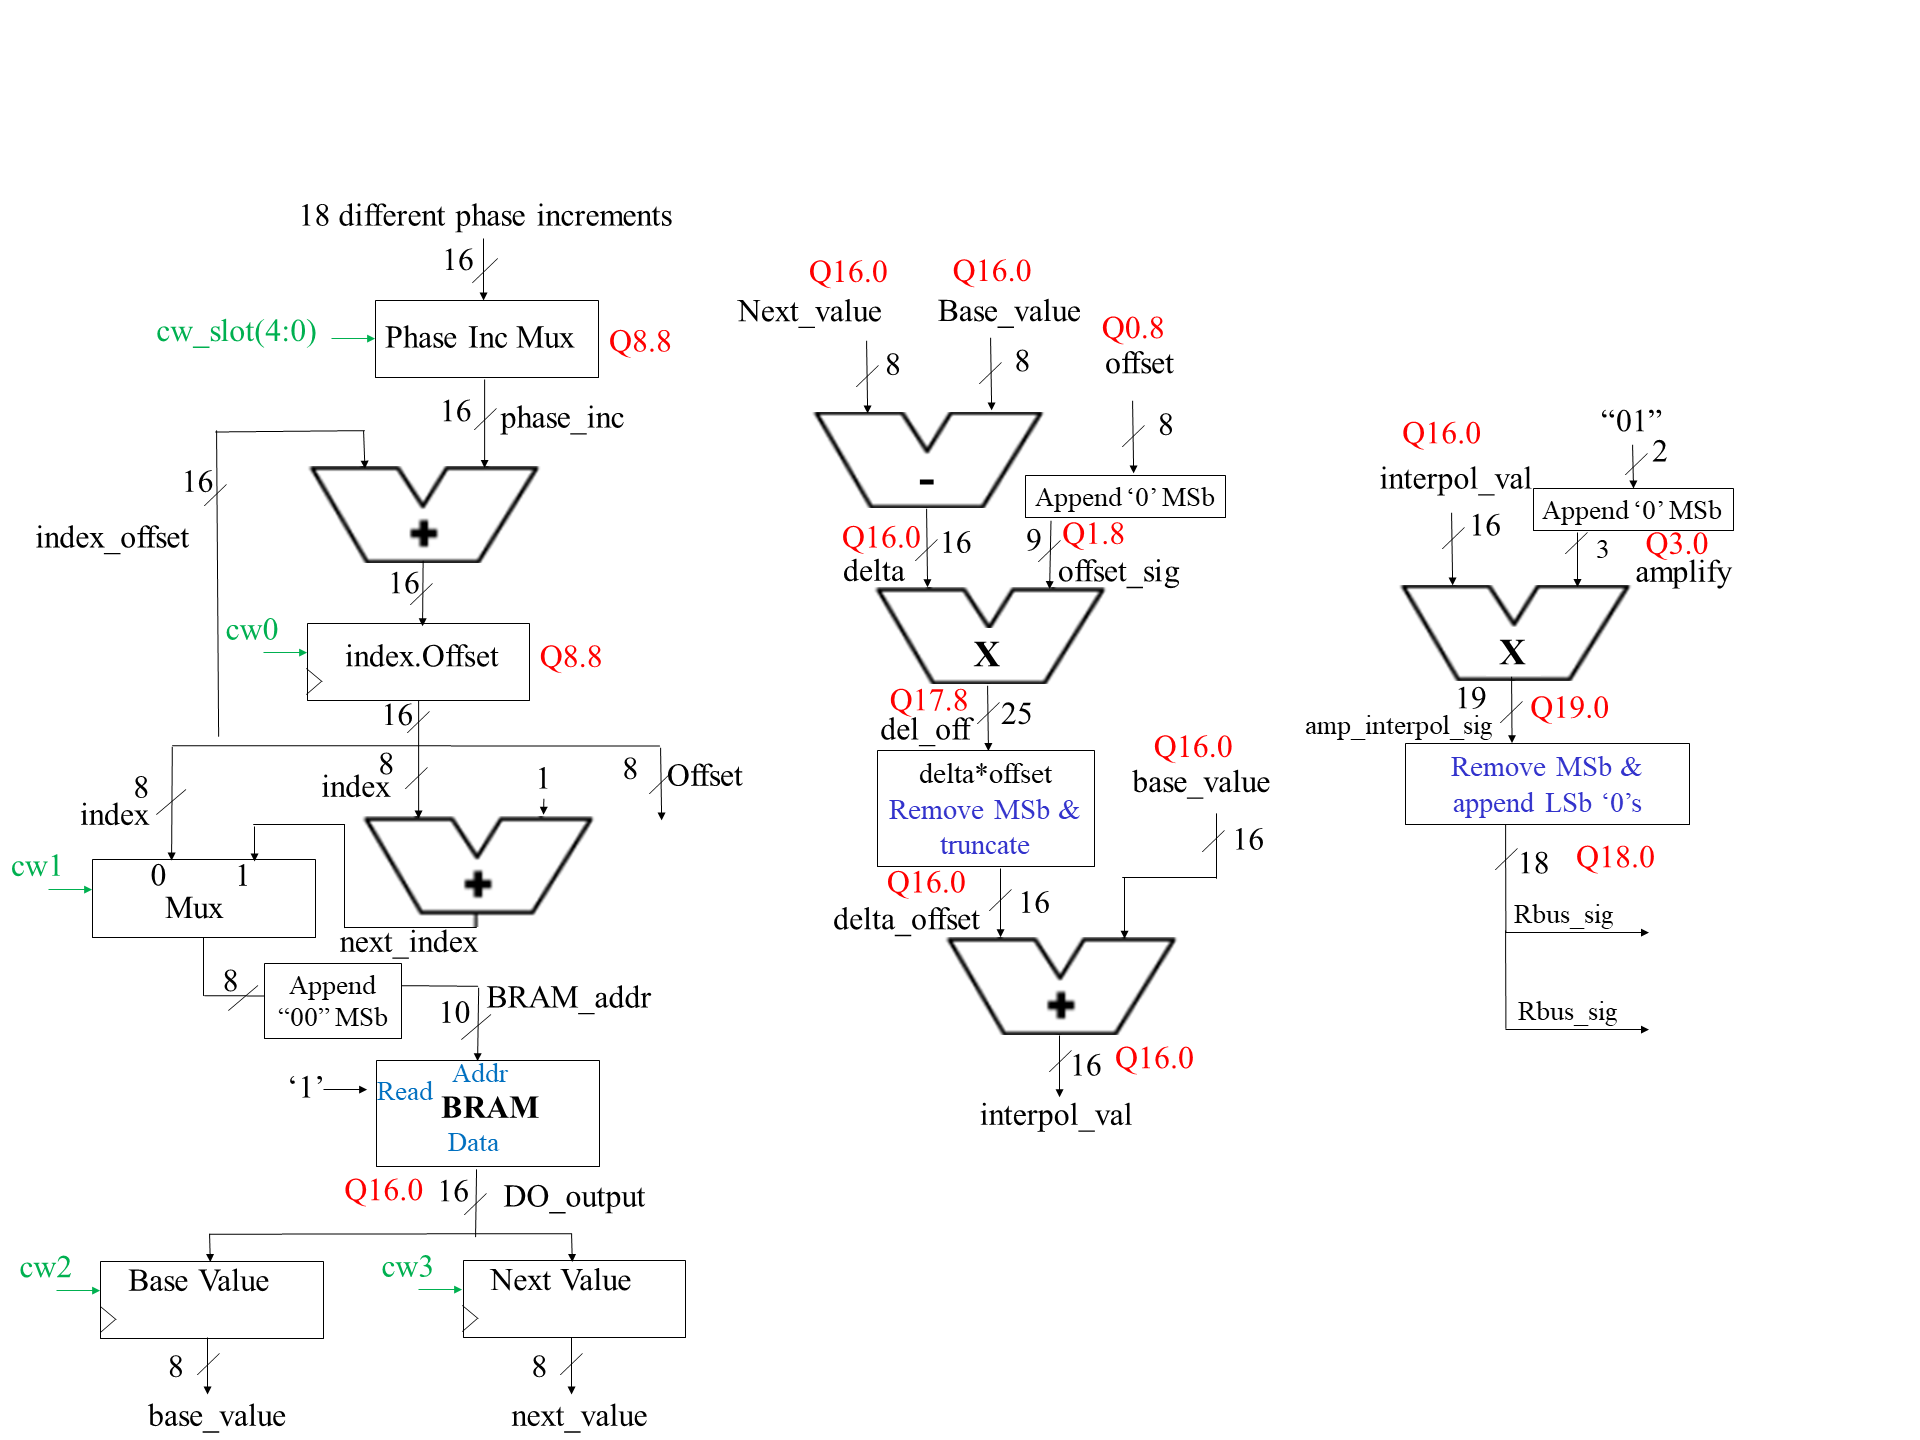 18 different phase increments
16
cw_slot(4:0)
Phase Inc Mux
Q8.8
16
phase_inc
16
index_offset
+
16
cw0
index.Offset
Q8.8
16
8
index
8
index
1
8
Offset
cw1
0
1
Mux
+
next_index
8
Append
“00” MSb
BRAM_addr
10
‘1’
Read
Addr
BRAM
Data
Q16.0
16
DO_output
cw2
Base Value
cw3
Next Value
8
8
base_value
next_value
Q16.0
Q16.0
Next_value
Base_value
Q0.8
offset
8
8
8
-
Append ‘0’ MSb
Q16.0
16
9
Q1.8
delta
offset_sig
X
Q17.8
del_off
25
delta*offset
Remove MSb &
truncate
Q16.0
base_value
16
Q16.0
delta_offset
16
+
16
Q16.0
interpol_val
“01”
2
Q16.0
interpol_val
16
Append ‘0’ MSb
3
Q3.0
amplify
X
19
Q19.0
amp_interpol_sig
Remove MSb &
append LSb ‘0’s
18
Q18.0
Rbus_sig
Rbus_sig